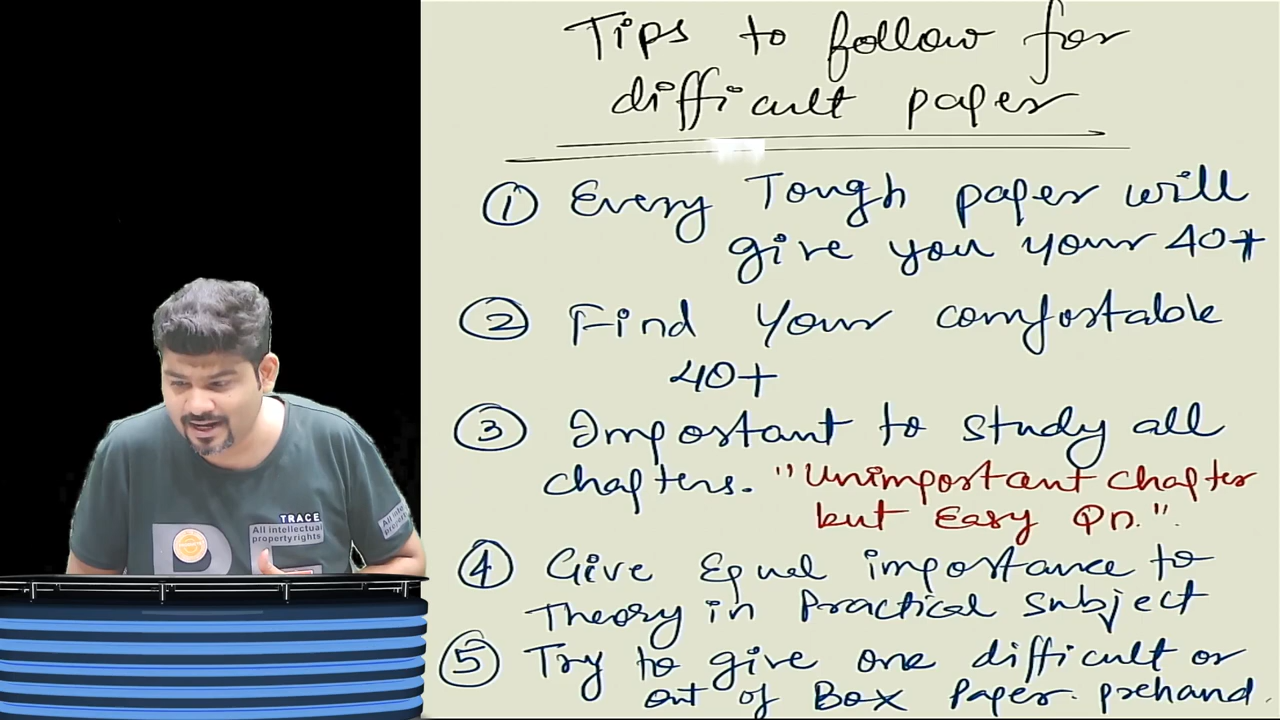 Tips to follow for
difficult paper
① Every Tough paper will
give you your 40+
② Find your comfortable
40+
③ Important to study all
chapters. "Unimportant chapter
but Easy Qn.".
④ Give Equal importance to
Theory in Practical Subject
⑤ Try to give one difficult or
out of Box Paper. prehand.
TRACE
All intellectual
property rights
All inte